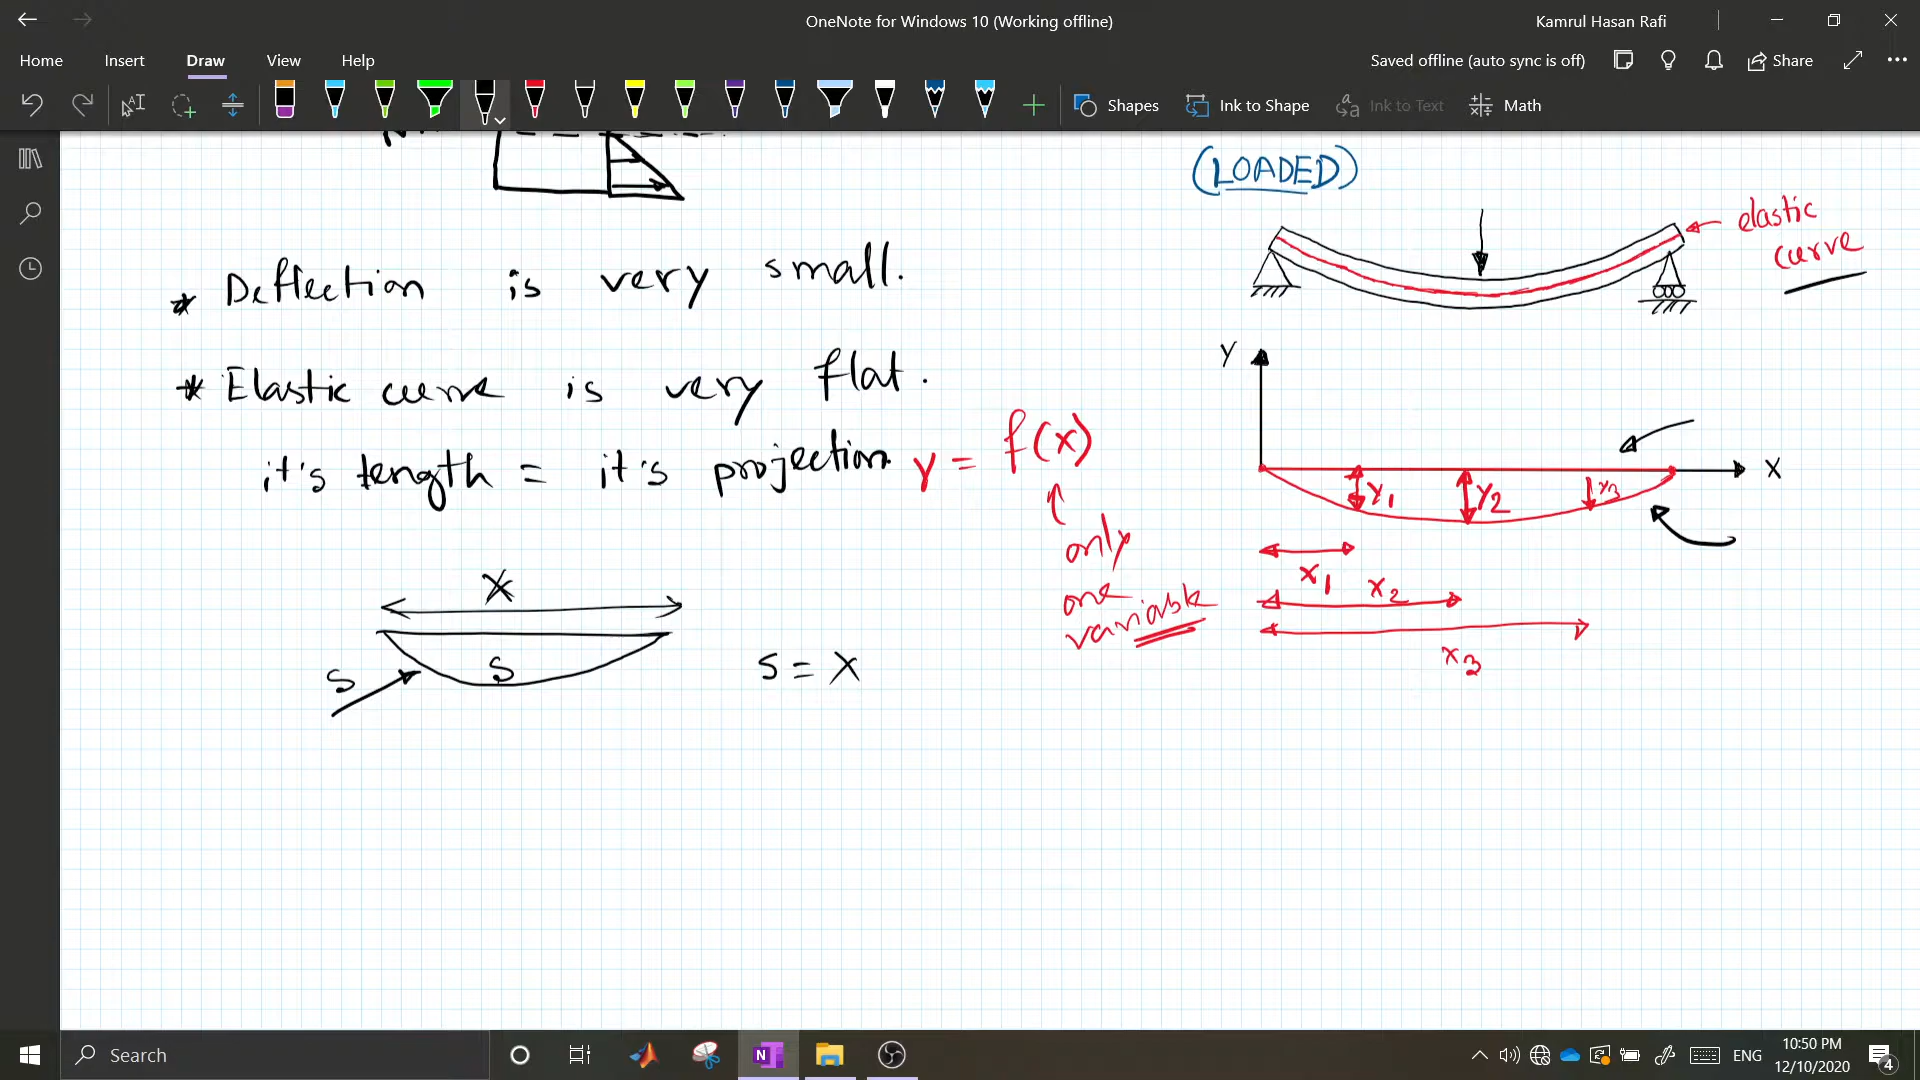 OneNote for Windows 10 (Working offline)
Kamrul Hasan Rafi
Home Insert Draw View Help
Saved offline (auto sync is off)
Share
Shapes Ink to Shape Ink to Text Math
(LOADED)
elastic
curve
* Deflection is very small.
* Elastic curve is very flat.
it's length = it's projection
y = f(x)
only
one
variable
Y
X
Y1 Y2 Y3
x1 x2
x3
X
S
S
S = X
Search
ENG
10:50 PM
12/10/2020
4